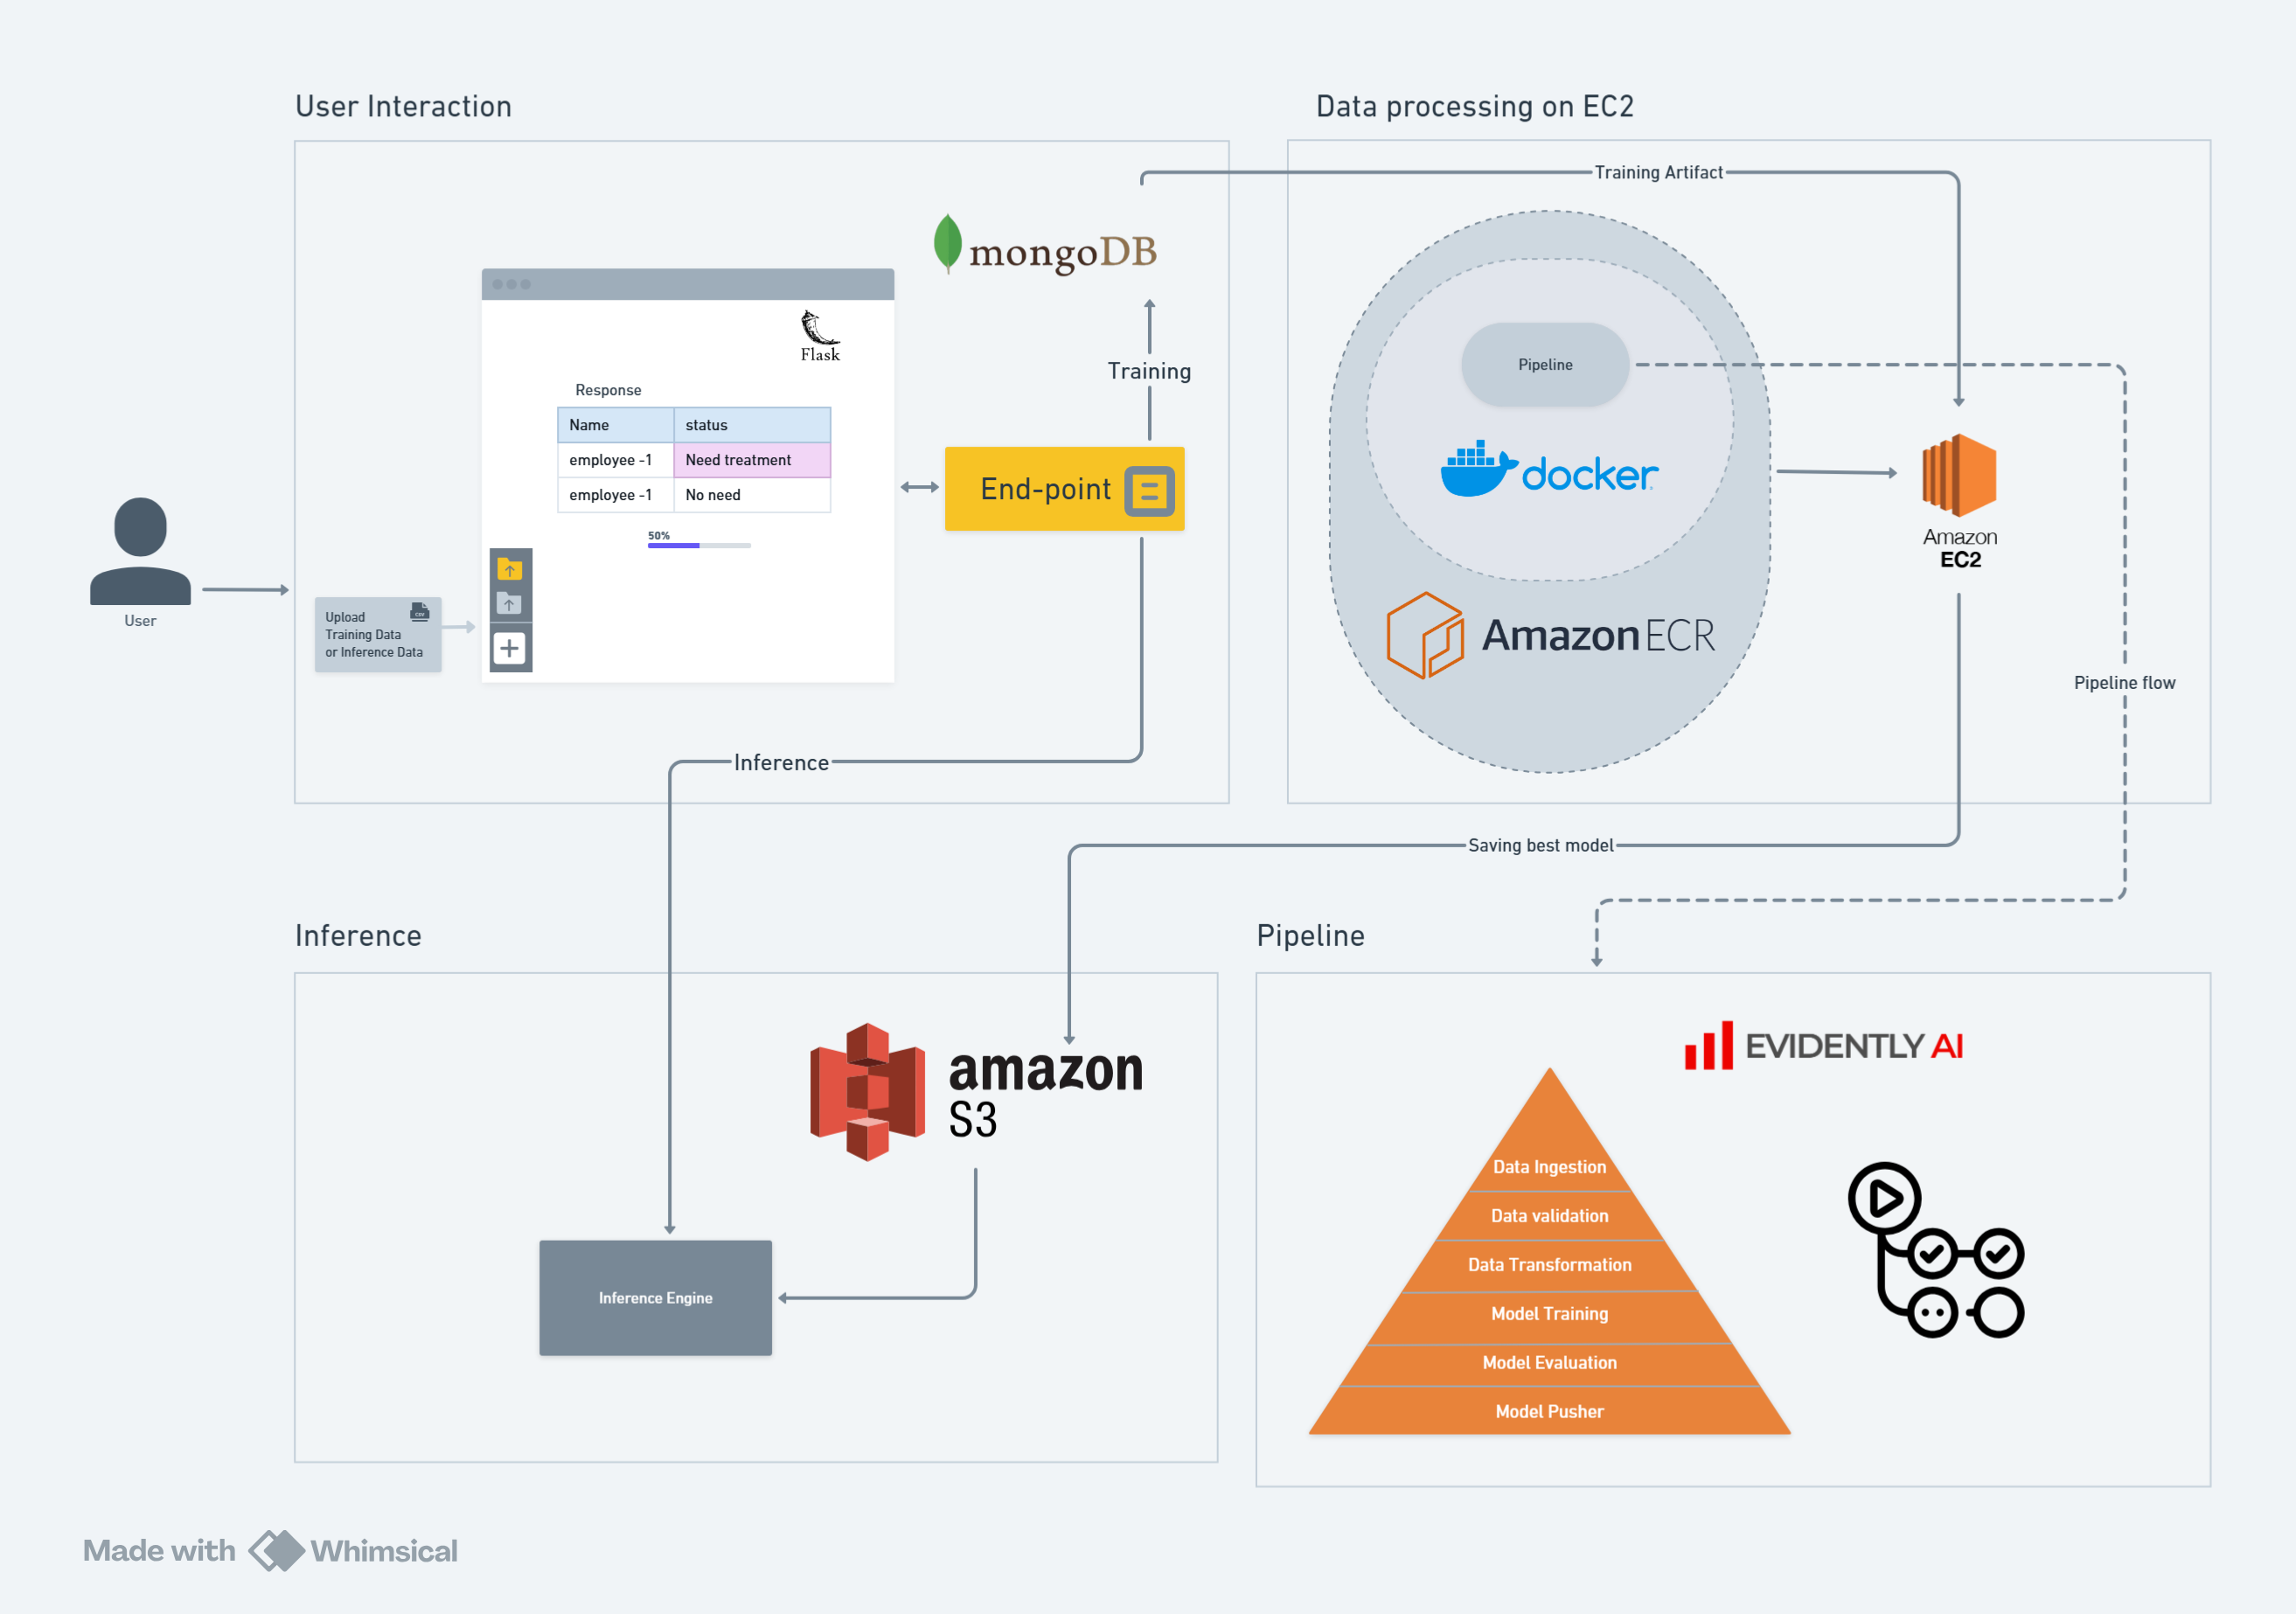 User Interaction
Data processing on EC2
Training Artifact
mongoDB
Flask
Training
Pipeline
Response
Name status
employee -1 Need treatment
employee -1 No need
50%
End-point
docker
Amazon
EC2
User
Upload
Training Data
or Inference Data
CSV
Amazon ECR
Pipeline flow
Inference
Saving best model
Inference
Pipeline
amazon
S3
EVIDENTLY AI
Data Ingestion
Data validation
Data Transformation
Model Training
Model Evaluation
Model Pusher
Inference Engine
Made with Whimsical